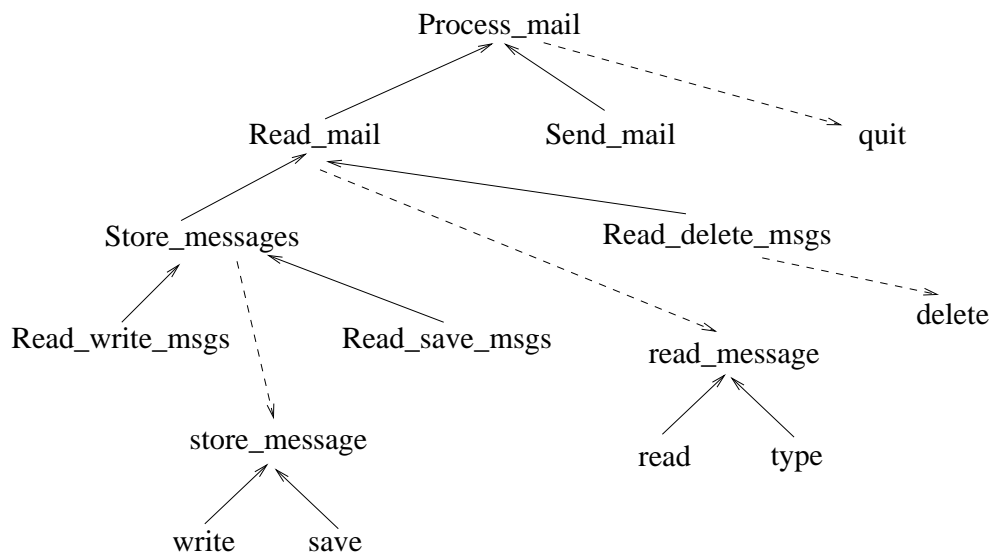 Process_mail
Read_mail
Send_mail
quit
Store_messages
Read_delete_msgs
delete
Read_write_msgs
Read_save_msgs
read_message
store_message
read
type
write
save